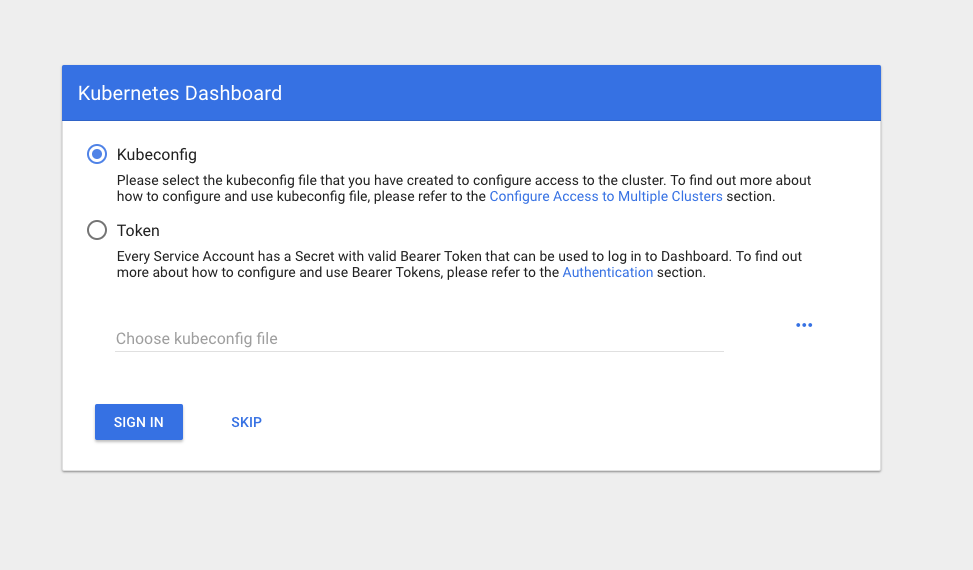 Kubernetes Dashboard
Kubeconfig
Please select the kubeconfig file that you have created to configure access to the cluster. To find out more about
how to configure and use kubeconfig file, please refer to the Configure Access to Multiple Clusters section.
Token
Every Service Account has a Secret with valid Bearer Token that can be used to log in to Dashboard. To find out
more about how to configure and use Bearer Tokens, please refer to the Authentication section.
Choose kubeconfig file
SIGN IN
SKIP